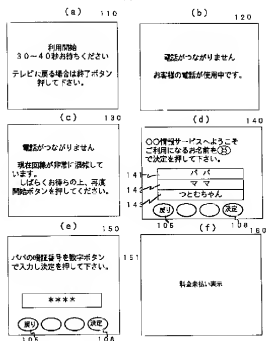 (a) 110
利用開始
30〜40秒お待ちください
テレビに戻る場合は終了ボタン
押して下さい。
(b) 120
電話がつながりません
お客様の電話が使用中です。
(c) 130
電話がつながりません
現在回線が非常に混雑して
います。
しばらくお待ちの上、再度
開始ボタンを押してください。
(d) 140
○○情報サービスへようこそ
ご利用になるお名前を
で決定を押して下さい。
141 パパ
142 ママ
143 つとむちゃん
戻り 決定
105 106
(e) 150
パパの暗証番号を数字ボタン
で入力し決定を押して下さい。
151
****
戻り 決定
105 106
(f) 160
料金未払い表示